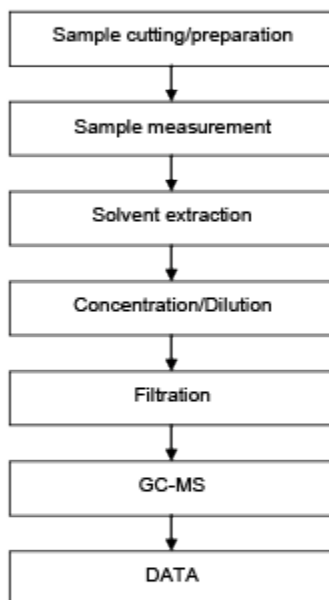 Sample cutting/preparation
Sample measurement
Solvent extraction
Concentration/Dilution
Filtration
GC-MS
DATA